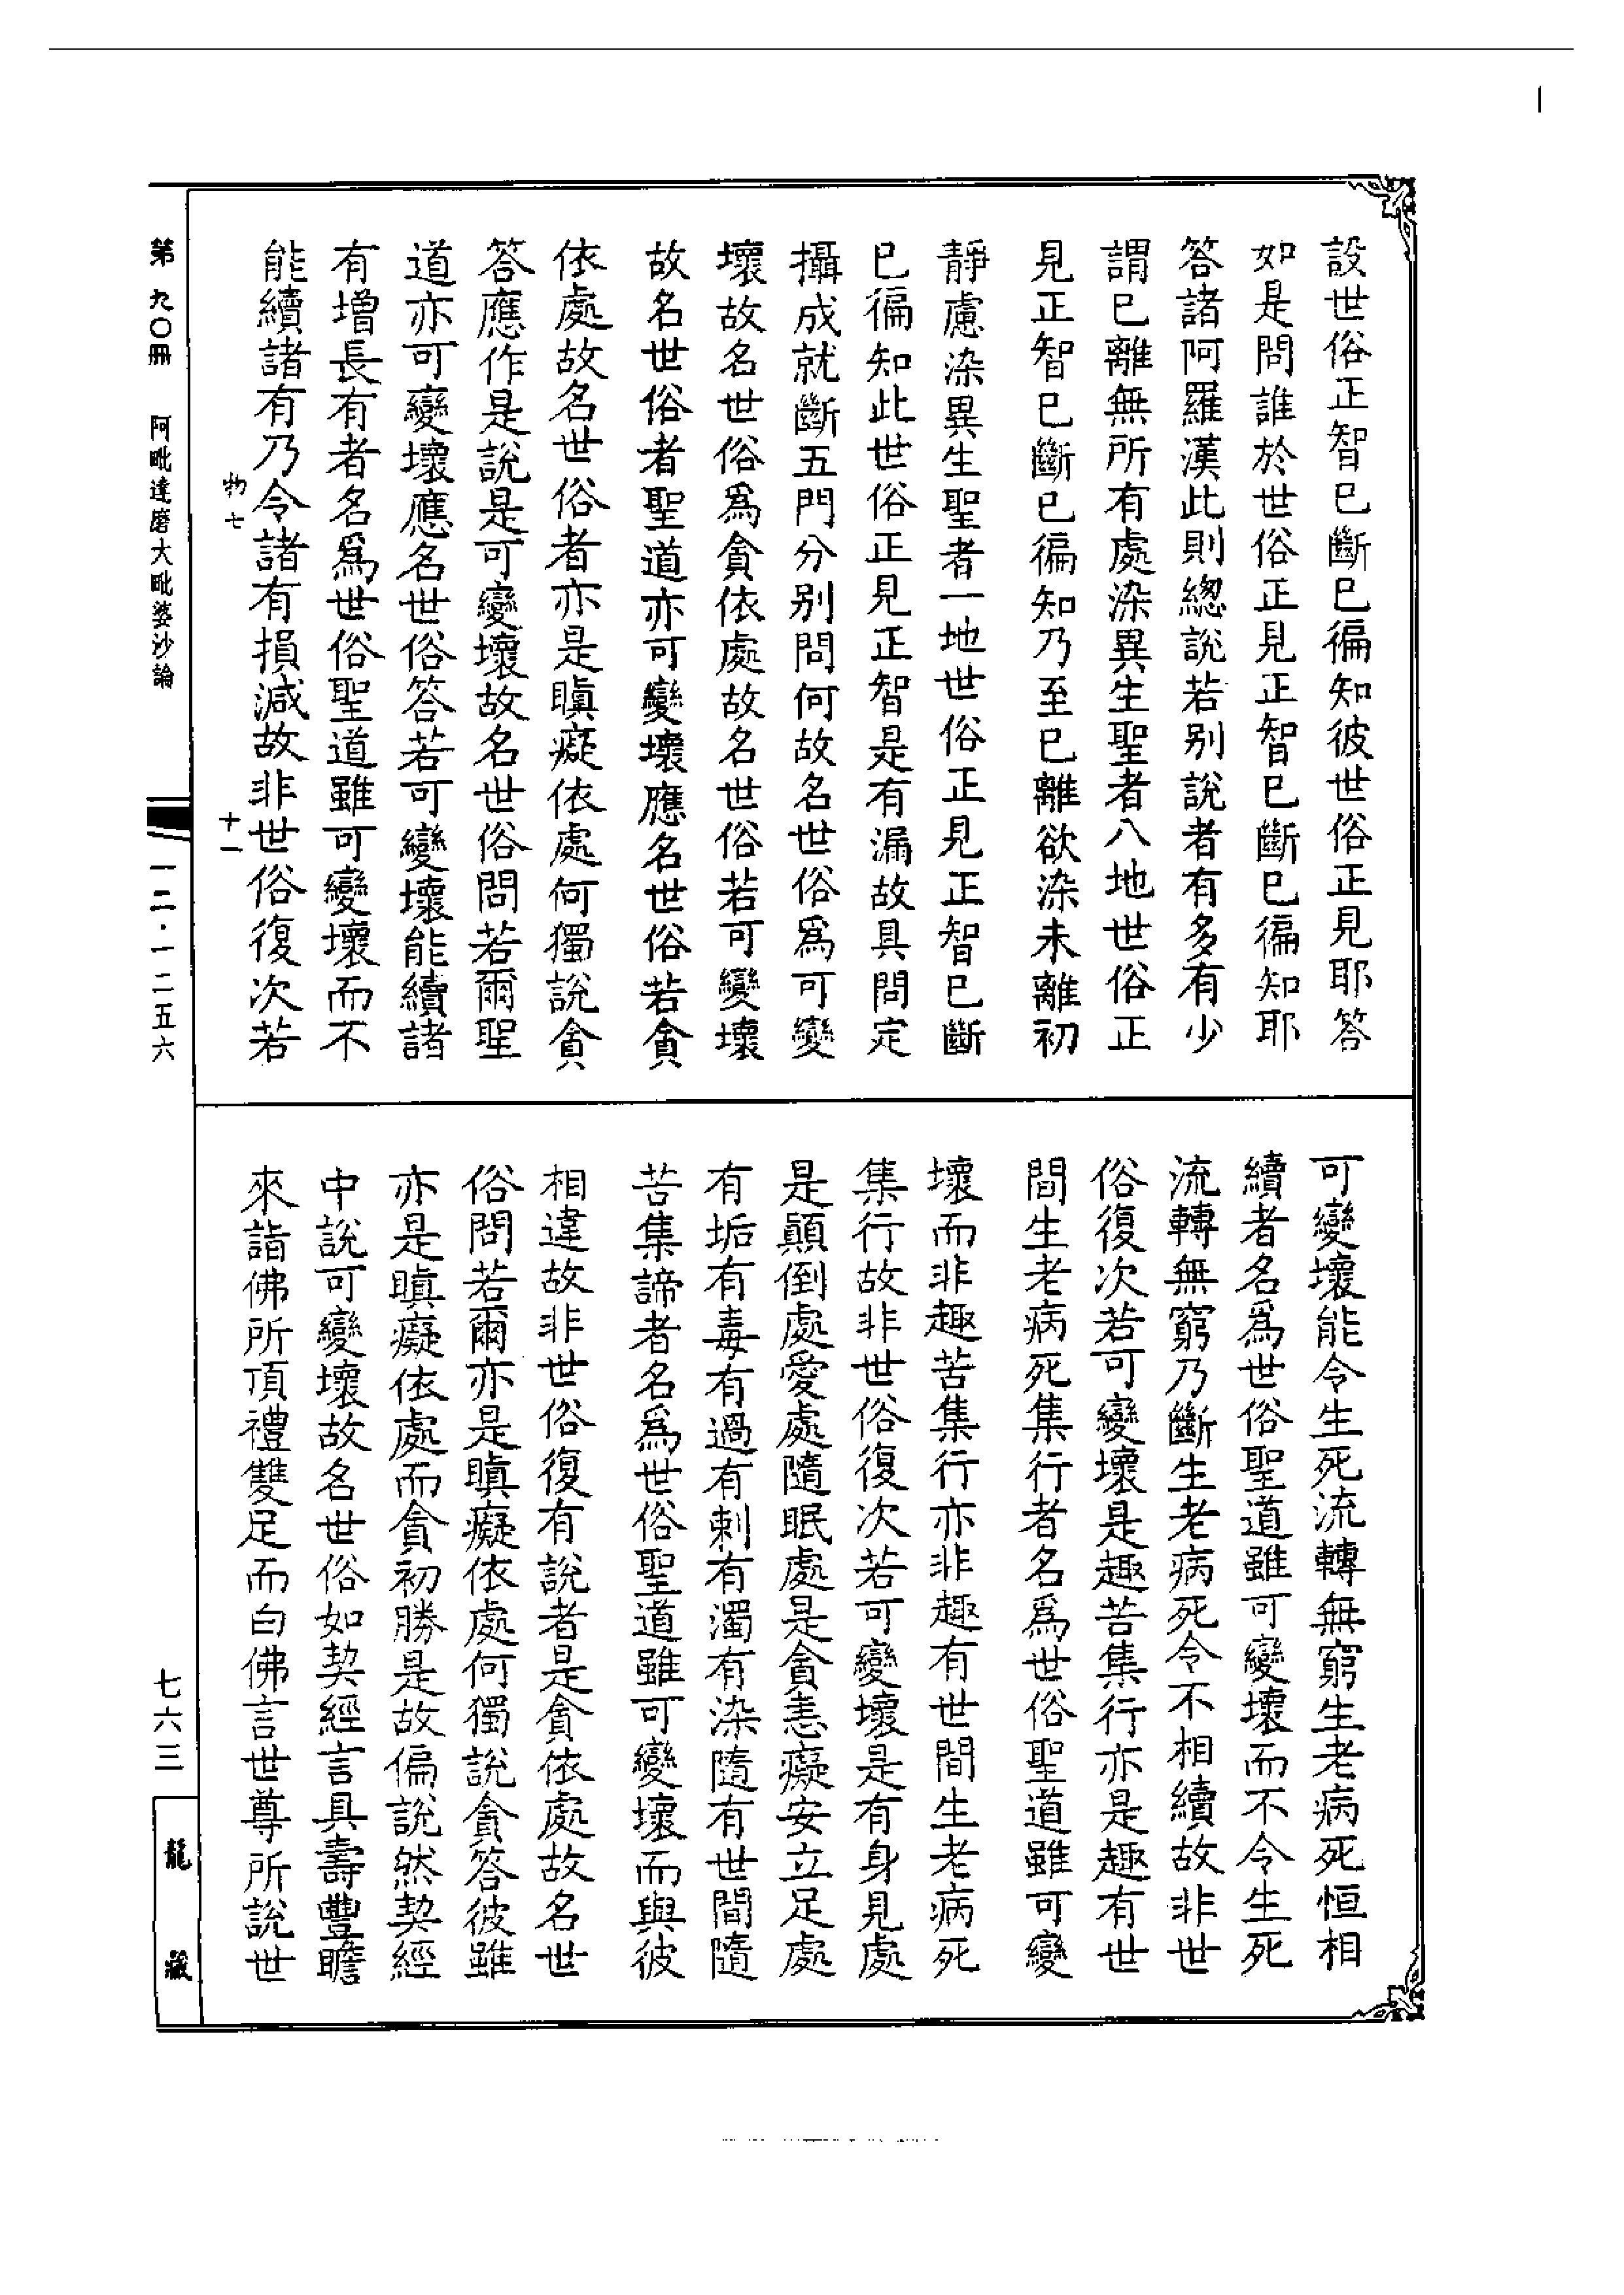 設世俗正智已斷已徧知彼世俗正見耶答
如是問誰於世俗正見正智已斷已徧知耶
答諸阿羅漢此則總說若別說者有多有少
謂已離無所有處染異生聖者八地世俗正
見正智已斷已徧知乃至已離欲染未離初
靜慮染異生聖者一地世俗正見正智已斷
已徧知此世俗正見正智是有漏故具問定
攝成就斷五門分别問何故名世俗爲可變
壞故名世俗爲貪依處故名世俗若可變壞
故名世俗者聖道亦可變壞應名世俗若貪
依處故名世俗者亦是瞋癡依處何獨說貪
答應作是說是可變壞故名世俗問若爾聖
道亦可變壞應名世俗答若可變壞能續諸
有增長有者名爲世俗聖道雖可變壞而不
能續諸有乃令諸有損減故非世俗復次若
物七
十一
可變壞能令生死流轉無窮生老病死恒相
續者名爲世俗聖道雖可變壞而不令生死
流轉無窮乃斷生老病死令不相續故非世
俗復次若可變壞是趣苦集行亦是趣有世
間生老病死集行者名爲世俗聖道雖可變
壞而非趣苦集行亦非趣有世間生老病死
集行故非世俗復次若可變壞是有身見處
是顚倒處愛處隨眠處是貪恚癡安立足處
有垢有毒有過有刺有濁有染隨有世間隨
苦集諦者名爲世俗聖道雖可變壞而與彼
相違故非世俗復有說者是貪依處故名世
俗問若爾亦是瞋癡依處何獨說貪答彼雖
亦是瞋癡依處而貪初勝是故偏說然契經
中說可變壞故名世俗如契經言具壽豐瞻
來詣佛所頂禮雙足而白佛言世尊所說世
第九〇冊 阿毗達磨大毗婆沙論
一二·一二五六
七六三
龍藏